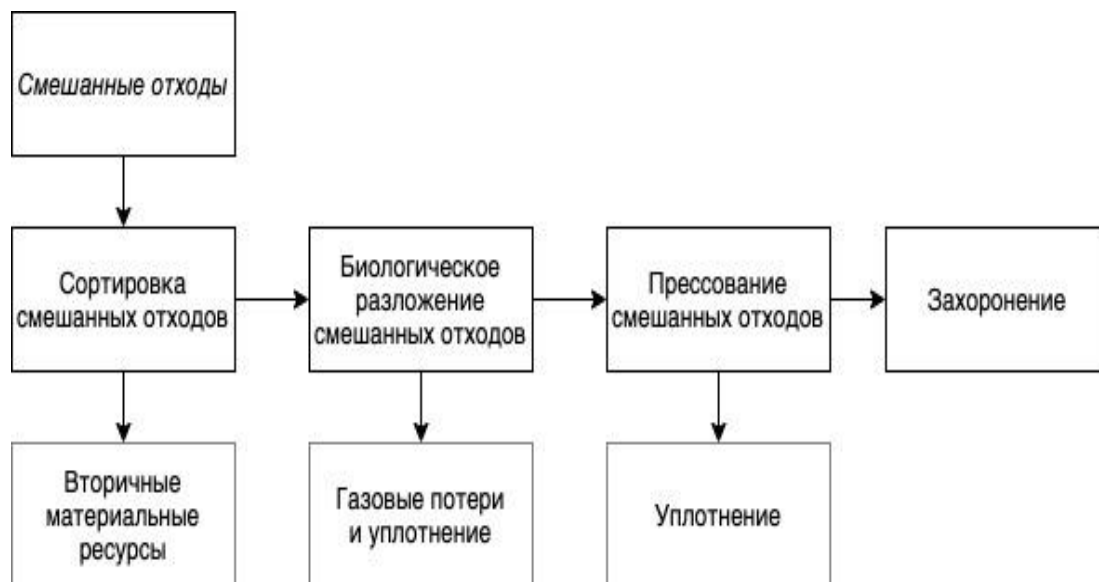 Смешанные отходы
Сортировка
смешанных отходов
Биологическое
разложение
смешанных отходов
Прессование
смешанных отходов
Захоронение
Вторичные
материальные
ресурсы
Газовые потери
и уплотнение
Уплотнение